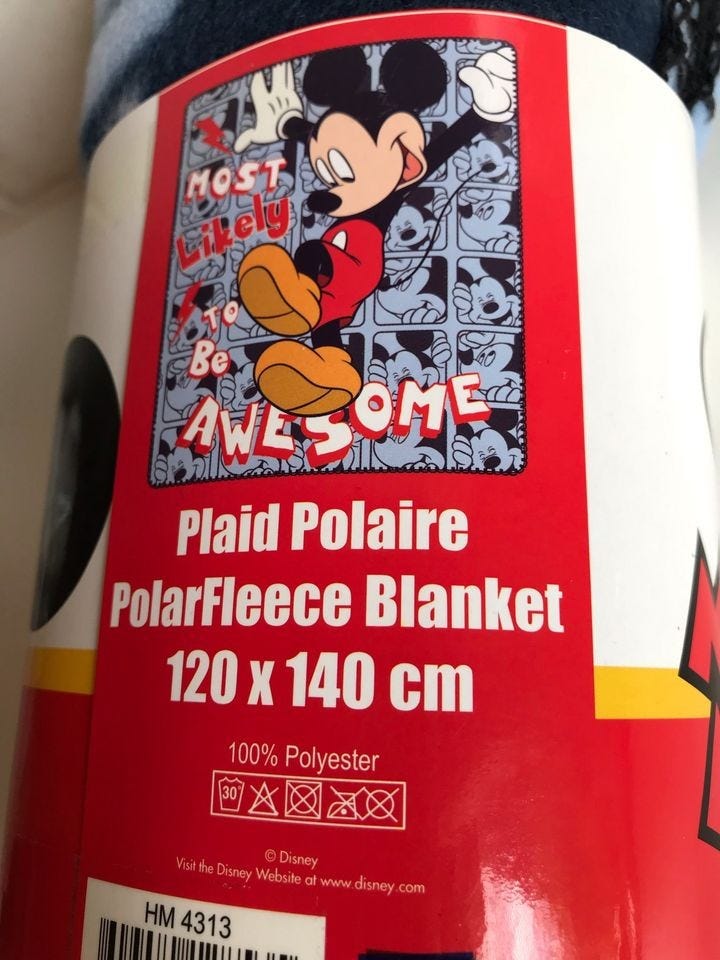 MOST
Likely
TO
Be
AWESOME
Plaid Polaire
PolarFleece Blanket
120 x 140 cm
100% Polyester
30°
© Disney
Visit the Disney Website at www.disney.com
HM 4313